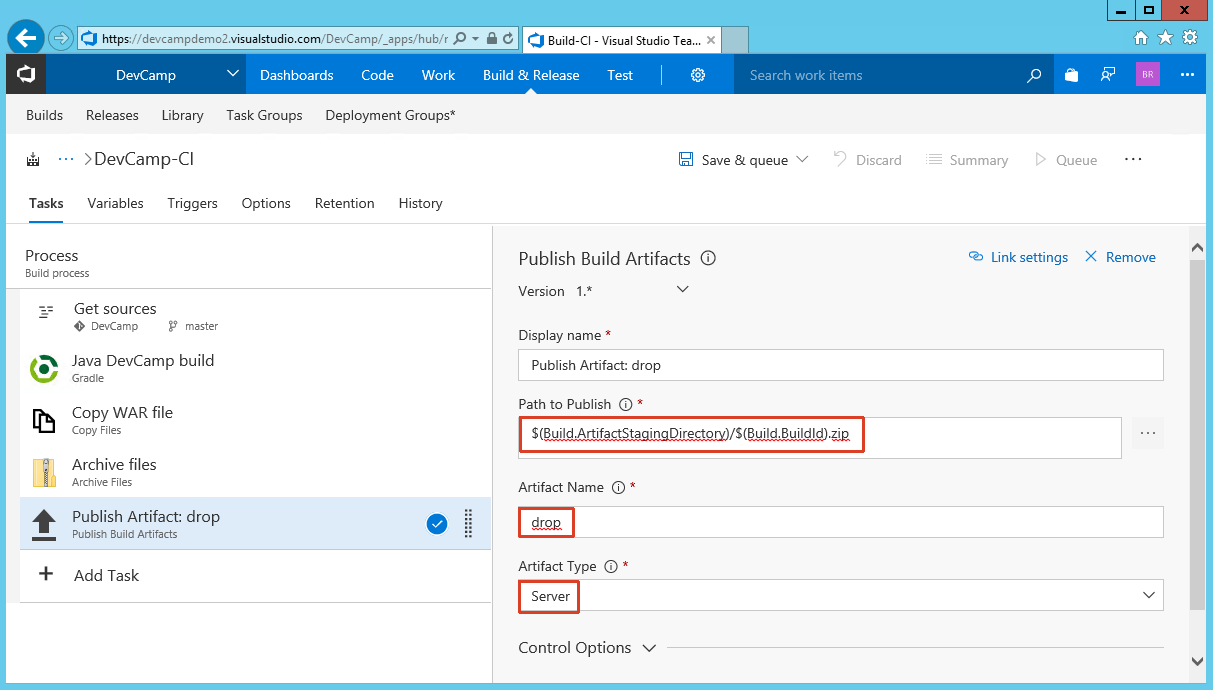 https://devcampdemo2.visualstudio.com/DevCamp/_apps/hub/r
Build-CI - Visual Studio Tea...
DevCamp Dashboards Code Work Build & Release Test Search work items BR
Builds Releases Library Task Groups Deployment Groups*
... >DevCamp-CI Save & queue Discard Summary Queue ...
Tasks Variables Triggers Options Retention History
Process
Build process
Get sources
DevCamp master
Java DevCamp build
Gradle
Copy WAR file
Copy Files
Archive files
Archive Files
Publish Artifact: drop
Publish Build Artifacts
+ Add Task
Publish Build Artifacts Link settings Remove
Version 1.*
Display name *
Publish Artifact: drop
Path to Publish *
$(Build.ArtifactStagingDirectory)/$(Build.BuildId).zip
Artifact Name *
drop
Artifact Type *
Server
Control Options